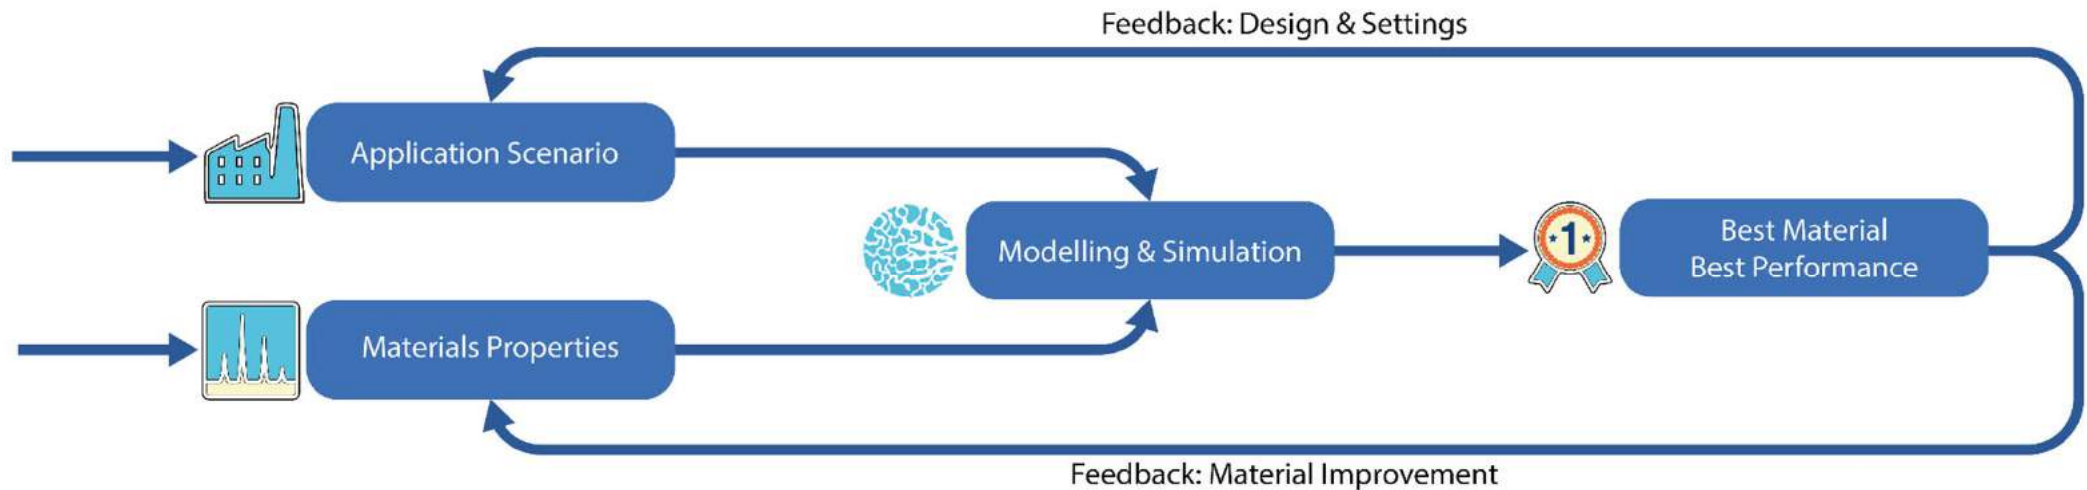 Feedback: Design & Settings
Application Scenario
Modelling & Simulation
1
Best Material
Best Performance
Materials Properties
Feedback: Material Improvement